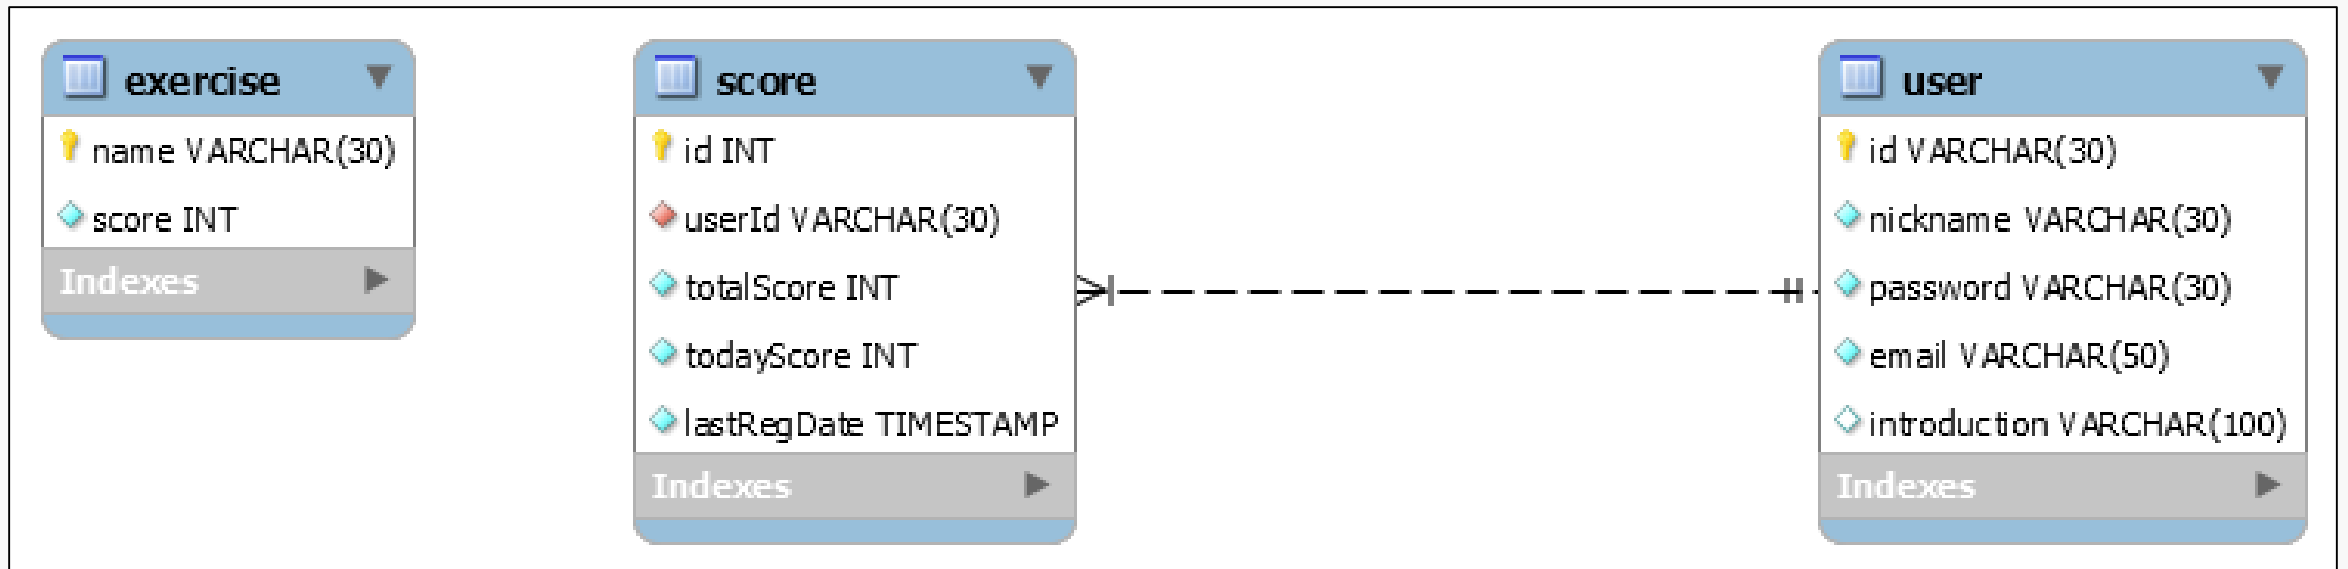 exercise
name VARCHAR(30)
score INT
Indexes
score
id INT
userId VARCHAR(30)
totalScore INT
todayScore INT
lastRegDate TIMESTAMP
Indexes
user
id VARCHAR(30)
nickname VARCHAR(30)
password VARCHAR(30)
email VARCHAR(50)
introduction VARCHAR(100)
Indexes